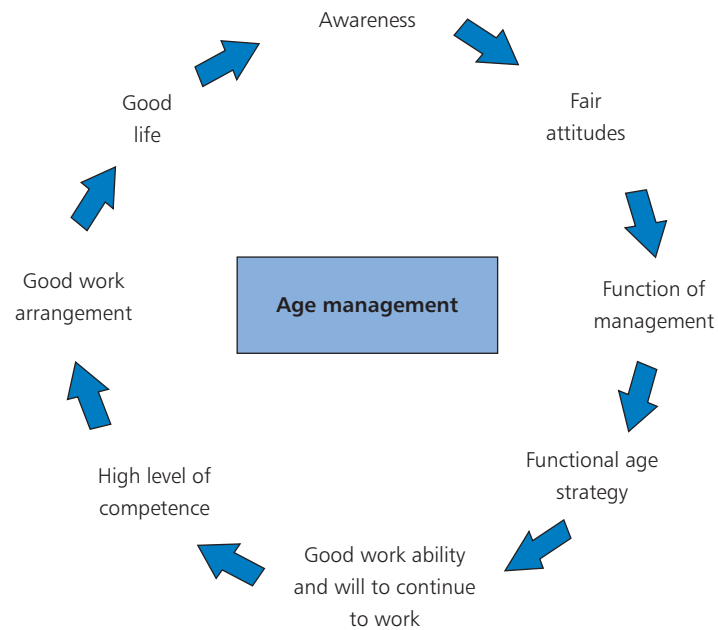 Awareness
Fair
attitudes
Function of
management
Functional age
strategy
Good work ability
and will to continue
to work
High level of
competence
Good work
arrangement
Good
life
Age management